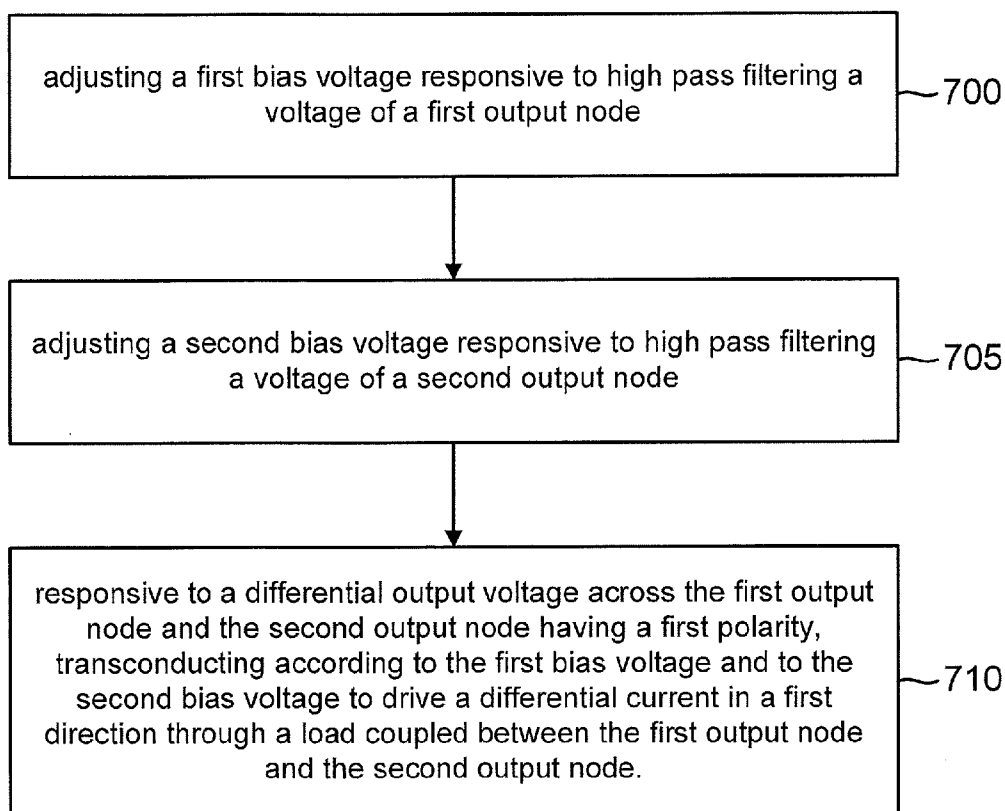 adjusting a first bias voltage responsive to high pass filtering a
voltage of a first output node
700
adjusting a second bias voltage responsive to high pass filtering
a voltage of a second output node
705
responsive to a differential output voltage across the first output
node and the second output node having a first polarity,
transconducting according to the first bias voltage and to the
second bias voltage to drive a differential current in a first
direction through a load coupled between the first output node
and the second output node.
710